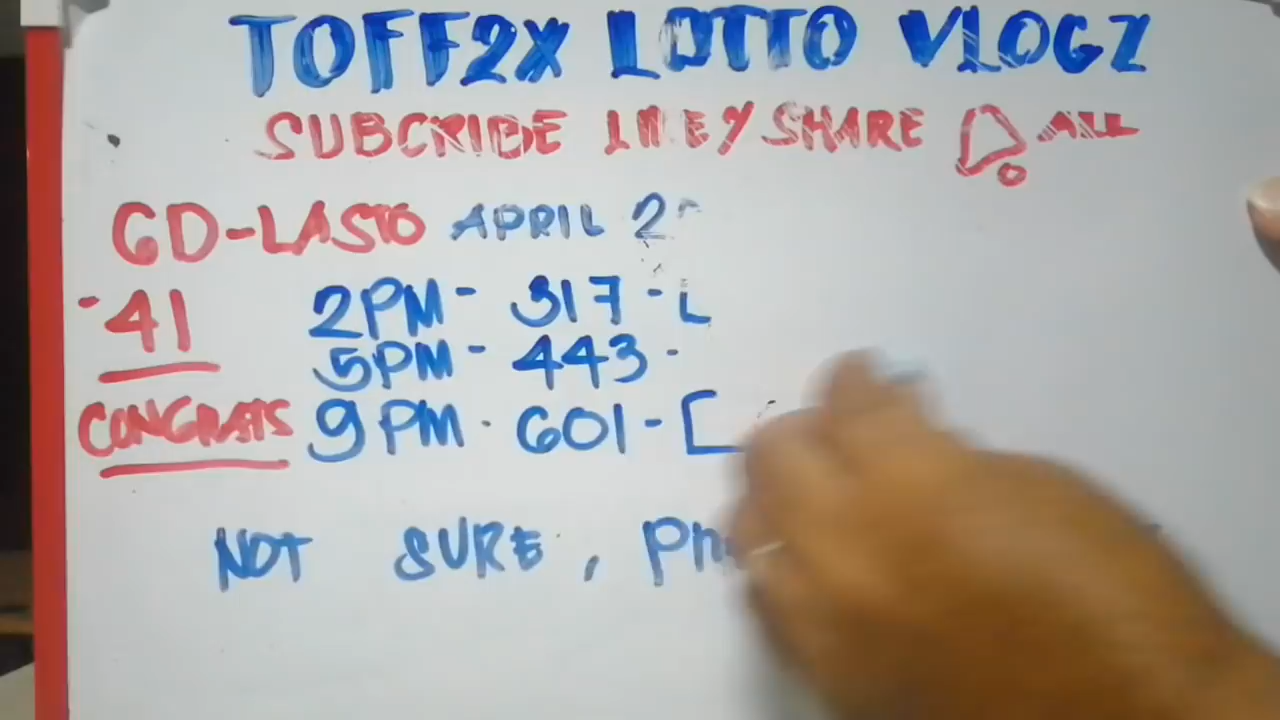 TOFF2X LOTTO VLOGZ
SUBCRIBE LIKE/SHARE ALL
6D-LASTO APRIL
-41 2PM- 317-
5PM- 443-
CONGRATS 9PM- 601-
NOT SURE,